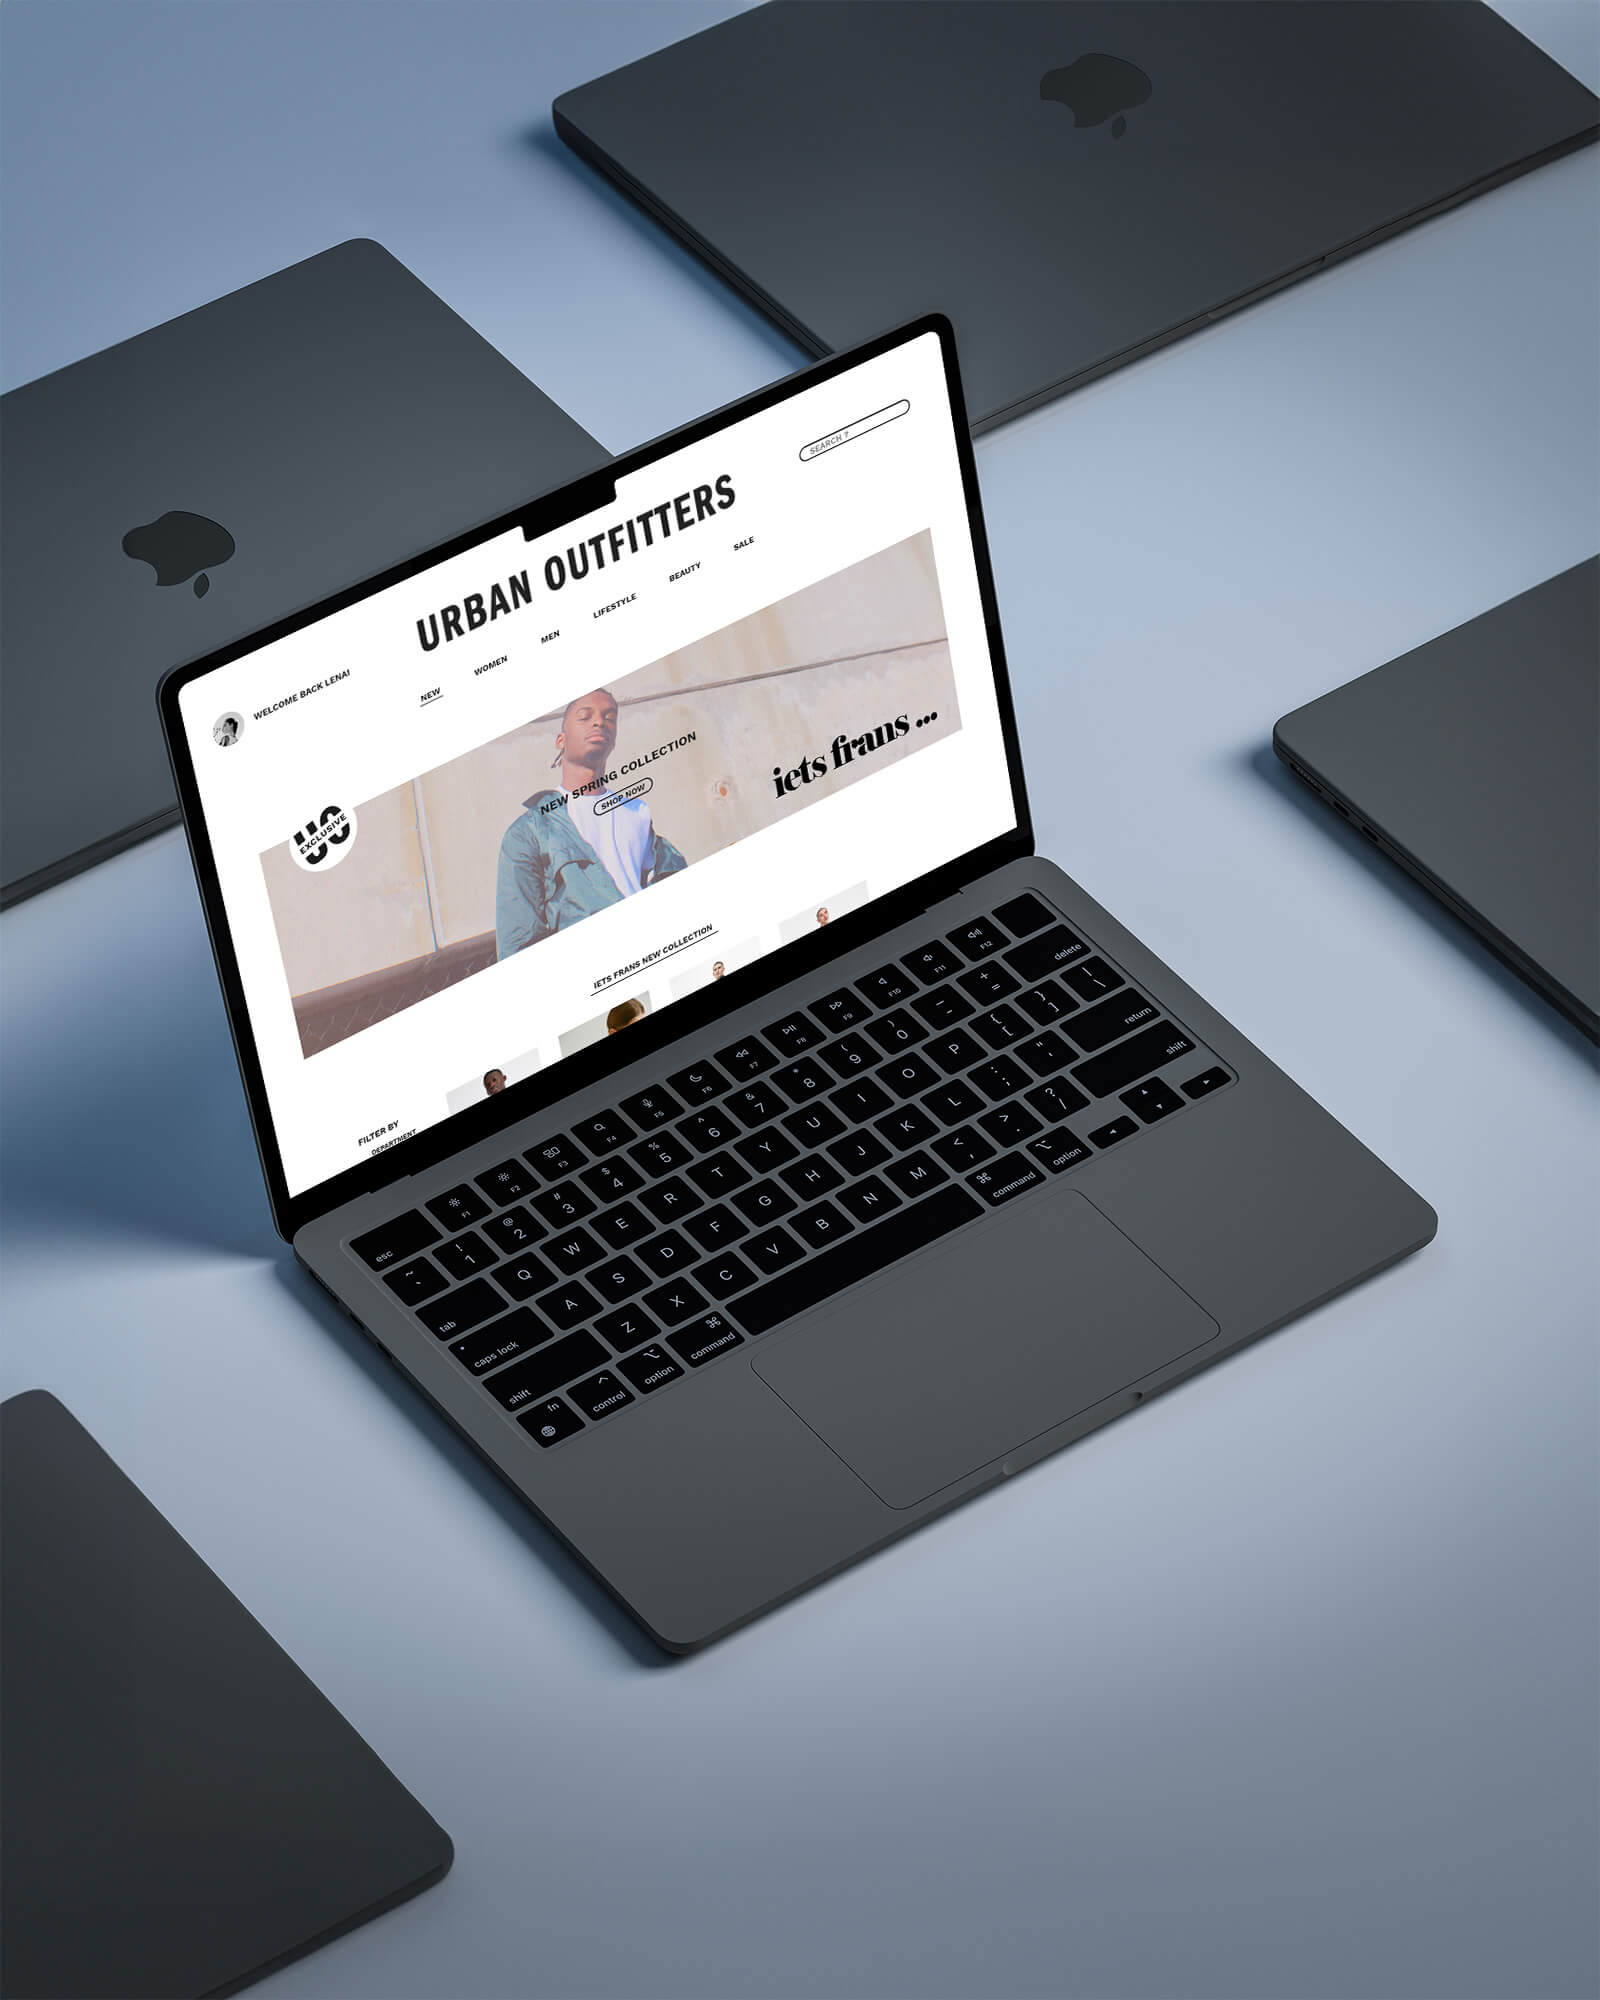 SEARCH ?
URBAN OUTFITTERS
WELCOME BACK LENA!
NEW WOMEN MEN LIFESTYLE BEAUTY SALE
UO
EXCLUSIVE
NEW SPRING COLLECTION
SHOP NOW
iets frans ...
IETS FRANS NEW COLLECTION
FILTER BY
DEPARTMENT
esc F1 F2 F3 F4 F5 F6 F7 F8 F9 F10 F11 F12
~ ` ! 1 @ 2 # 3 $ 4 % 5 ^ 6 & 7 * 8 ( 9 ) 0 — - + = delete
tab Q W E R T Y U I O P { [ } ] | \
caps lock A S D F G H J K L : ; " ' return
shift Z X C V B N M < , > . ? / shift
fn control option command command option